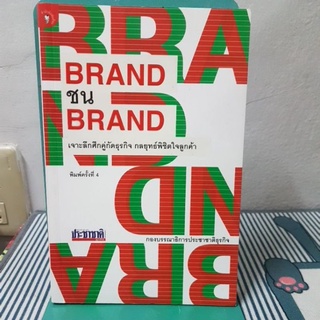 BRA
BRAND
ชน
BRAND
เจาะลึกศึกคู่กัดธุรกิจ กลยุทธ์พิชิตใจลูกค้า
พิมพ์ครั้งที่ 4
ND
ประชาชาติ
กองบรรณาธิการประชาชาติธุรกิจ
BRA